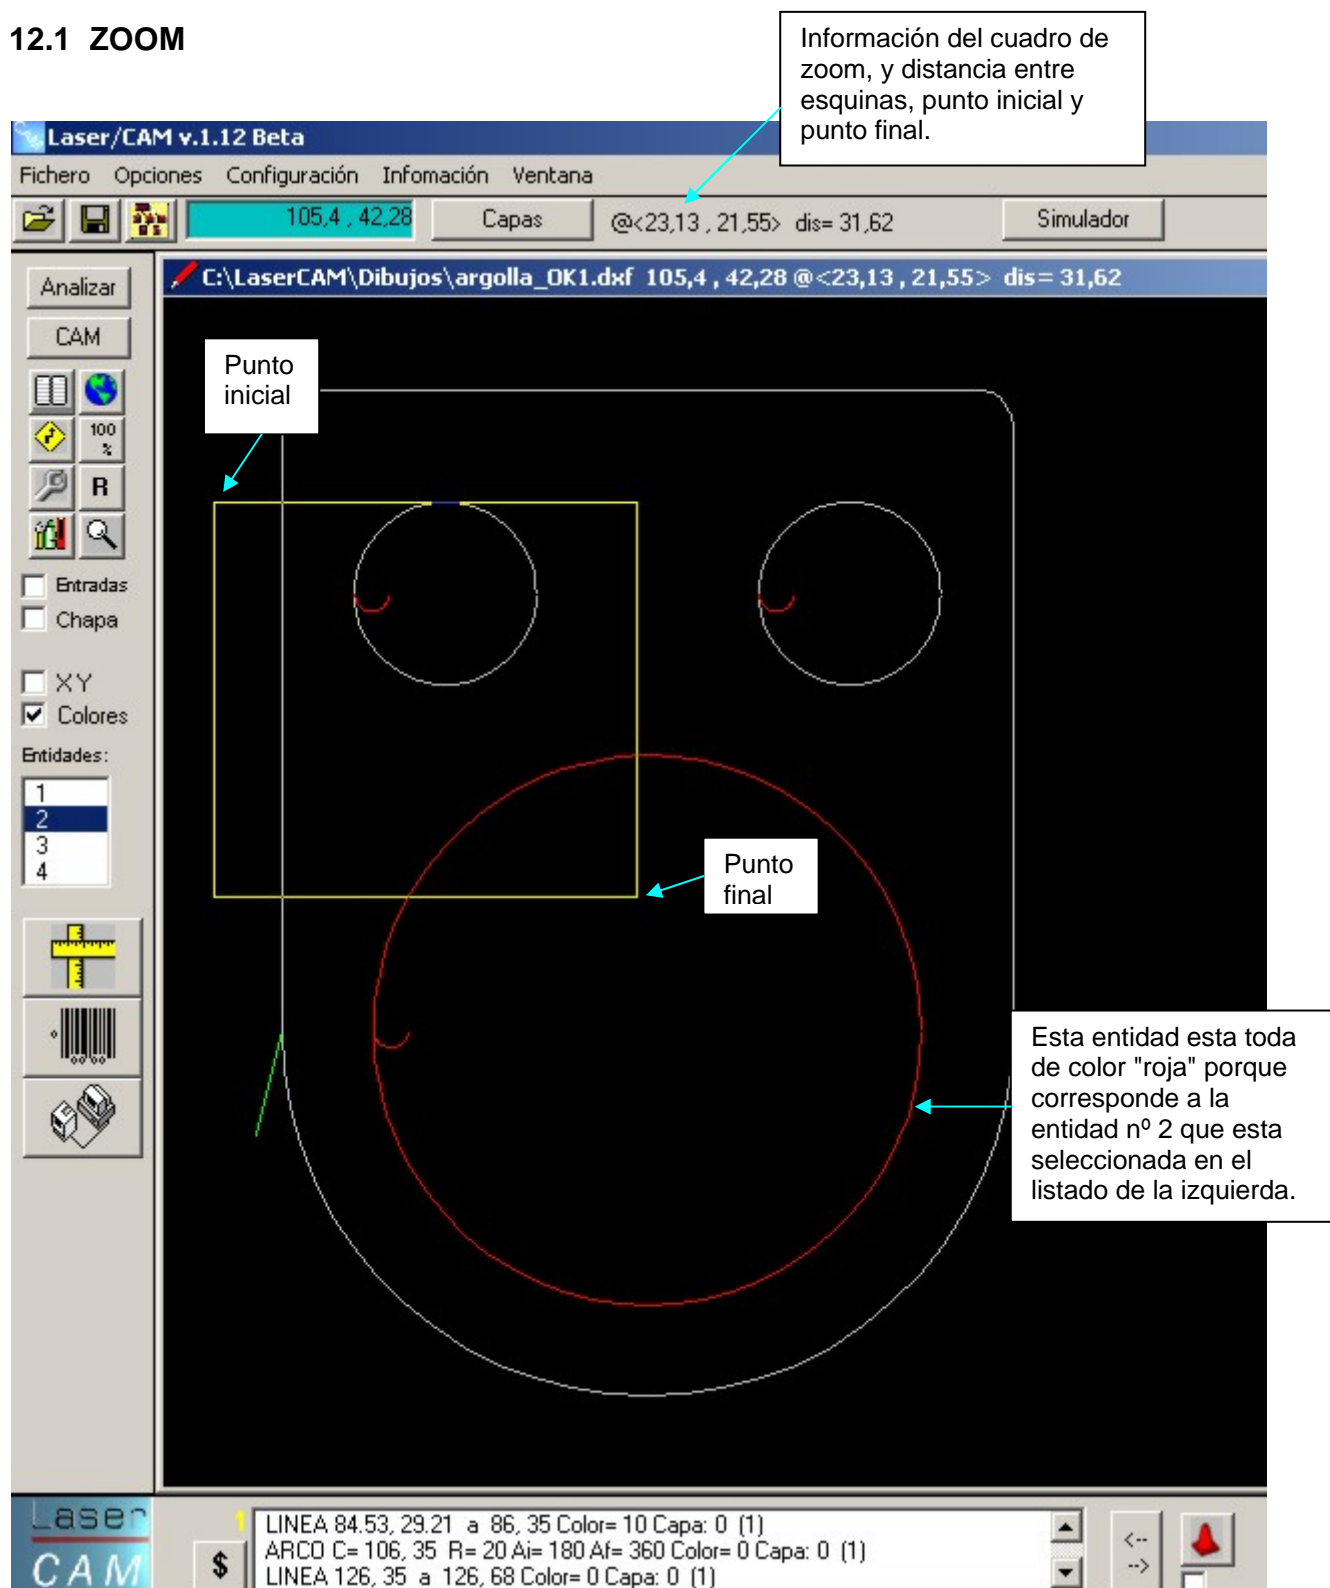 12.1 ZOOM
Información del cuadro de
zoom, y distancia entre
esquinas, punto inicial y
punto final.
Laser/CAM v.1.12 Beta
Fichero Opciones Configuración Infomación Ventana
105,4 , 42,28 Capas @<23,13 , 21,55> dis= 31,62 Simulador
Analizar
C:\LaserCAM\Dibujos\argolla_OK1.dxf 105,4 , 42,28 @<23,13 , 21,55> dis= 31,62
CAM
Punto
inicial
100
%
R
Entradas
Chapa
X Y
Colores
Entidades:
1
2
3
4
Punto
final
Esta entidad esta toda
de color "roja" porque
corresponde a la
entidad nº 2 que esta
seleccionada en el
listado de la izquierda.
Laser
CAM
1
$
LINEA 84.53, 29.21 a 86, 35 Color= 10 Capa: 0 (1)
ARCO C= 106, 35 R= 20 Ai= 180 Af= 360 Color= 0 Capa: 0 (1)
LINEA 126, 35 a 126, 68 Color= 0 Capa: 0 (1)
<--
-->